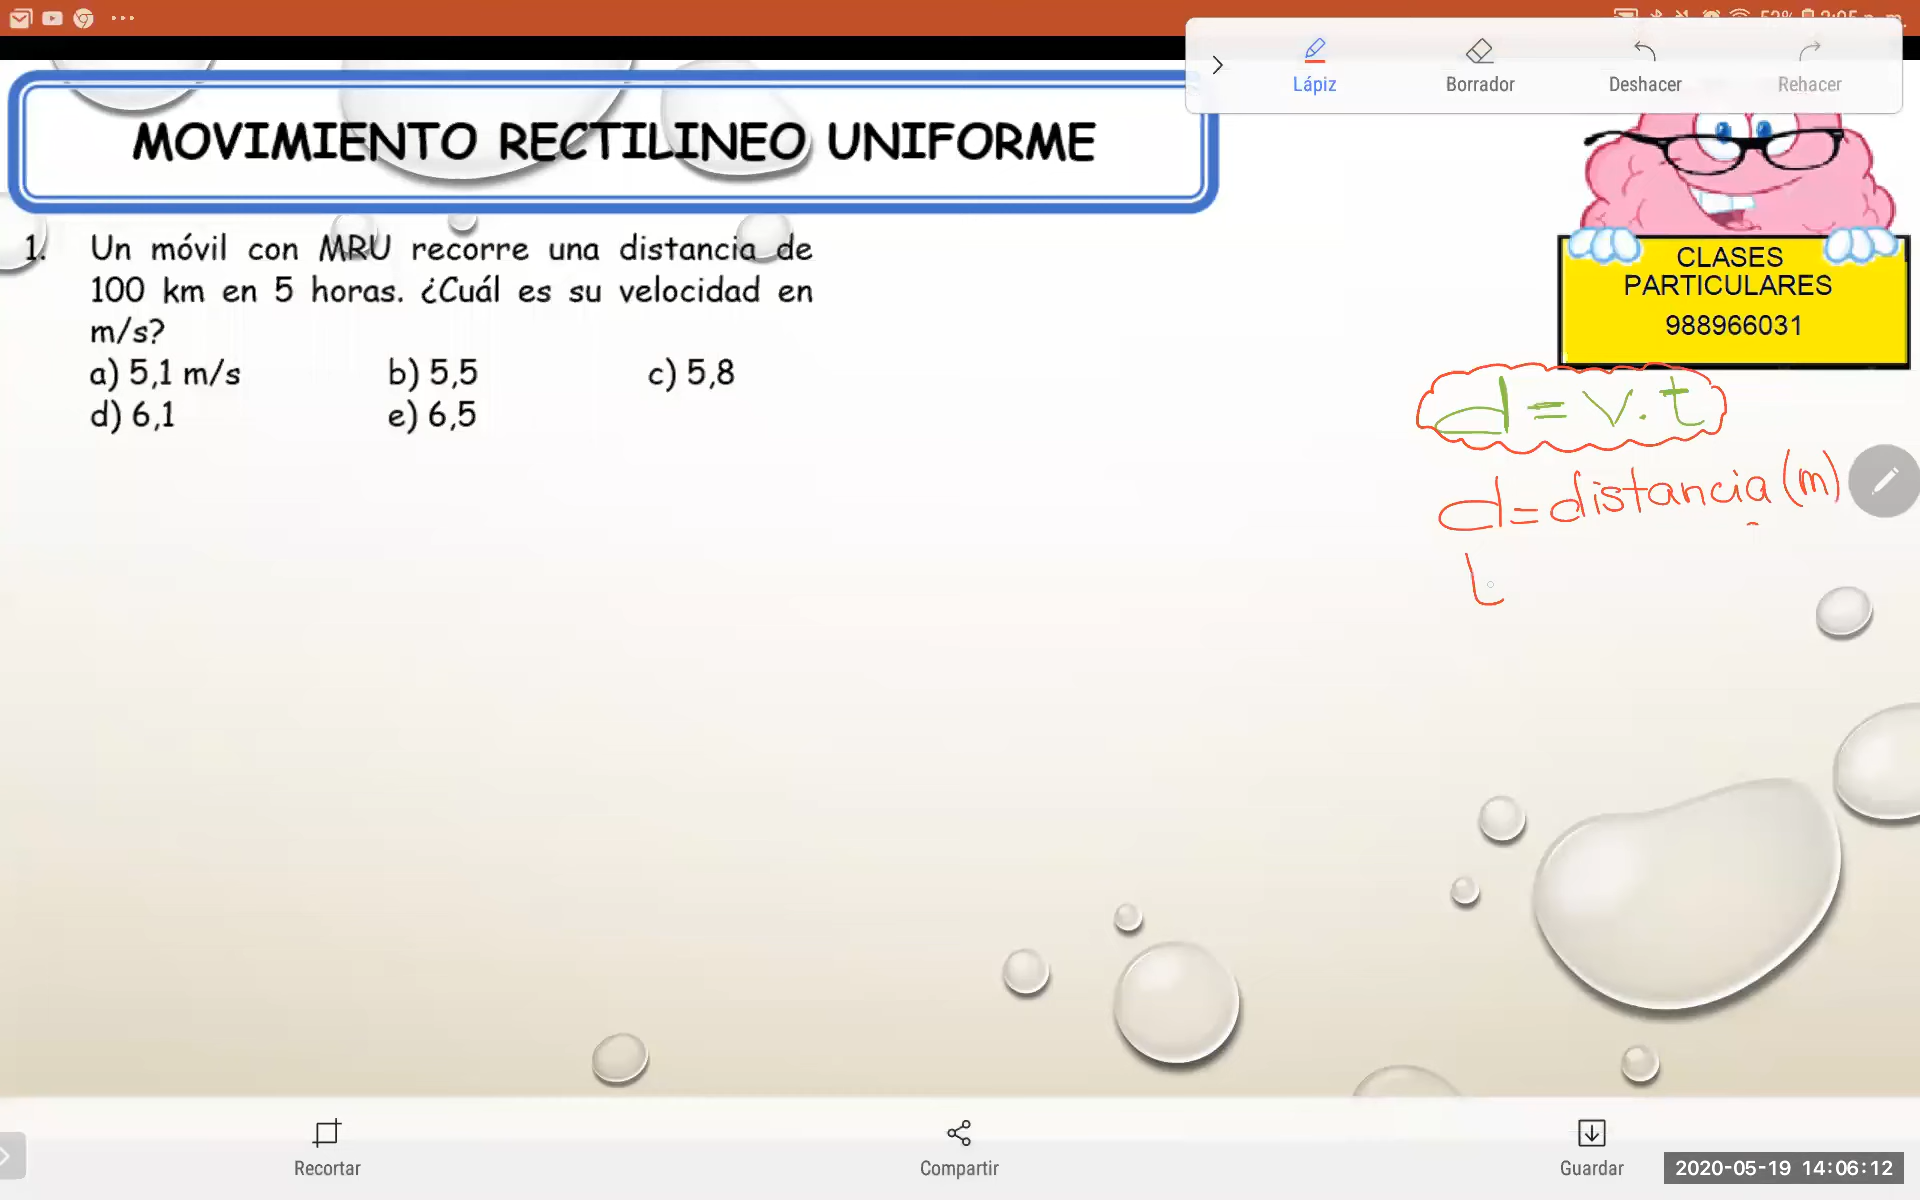 Lápiz
Borrador
Deshacer
Rehacer
MOVIMIENTO RECTILINEO UNIFORME
1. Un móvil con MRU recorre una distancia de
100 km en 5 horas. ¿Cuál es su velocidad en
m/s?
a) 5,1 m/s b) 5,5 c) 5,8
d) 6,1 e) 6,5
CLASES
PARTICULARES
988966031
d = v.t
d = distancia (m)
Recortar
Compartir
Guardar
2020-05-19 14:06:12